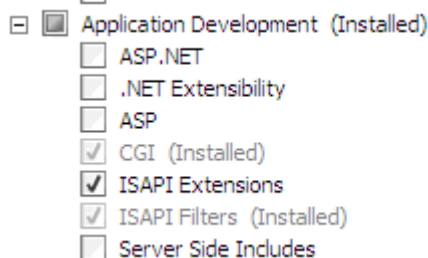 Application Development (Installed)
ASP.NET
.NET Extensibility
ASP
CGI (Installed)
ISAPI Extensions
ISAPI Filters (Installed)
Server Side Includes